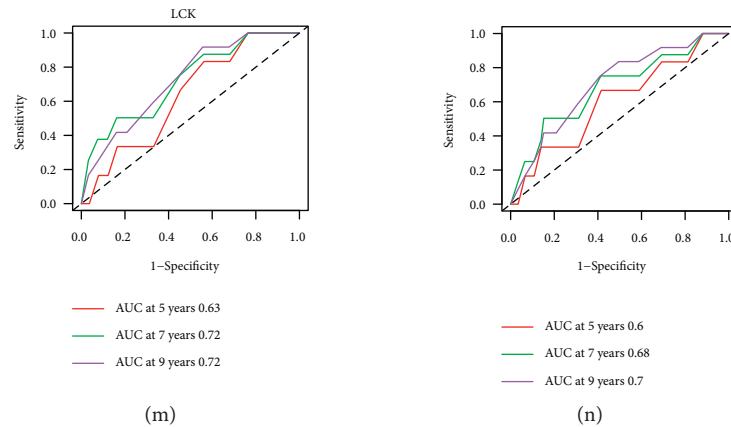 LCK
1.0
0.8
0.6
0.4
0.2
0.0
Sensitivity
0.0 0.2 0.4 0.6 0.8 1.0
1−Specificity
AUC at 5 years 0.63
AUC at 7 years 0.72
AUC at 9 years 0.72
(m)
1.0
0.8
0.6
0.4
0.2
0.0
Sensitivity
0.0 0.2 0.4 0.6 0.8 1.0
1−Specificity
AUC at 5 years 0.6
AUC at 7 years 0.68
AUC at 9 years 0.7
(n)